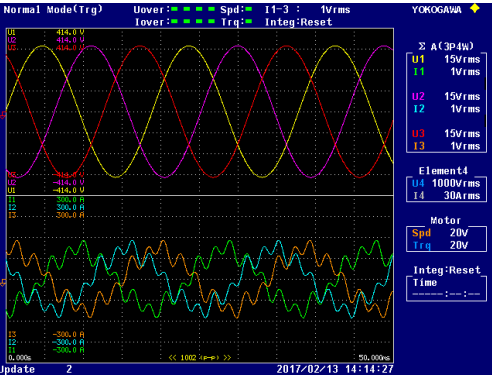 Normal Mode(Trg) Uover:■ ■ ■ ■ Spd:■ I1-3 : 1Vrms YOKOGAWA
Iover:■ ■ ■ ■ Trq:■ Integ:Reset
U1 414.0 V
U2 414.0 V
U3 414.0 V
U3 -414.0 V
U2 -414.0 V
U1 -414.0 V
I1 300.0 A
I2 300.0 A
I3 300.0 A
I3 -300.0 A
I2 -300.0 A
I1 -300.0 A
0.000s << 1002 (p-p) >> 50.000ms
Update 2 2017/02/13 14:14:27
Σ A(3P4W)
U1 15Vrms
I1 1Vrms
U2 15Vrms
I2 1Vrms
U3 15Vrms
I3 1Vrms
Element4
U4 1000Vrms
I4 30Arms
Motor
Spd 20V
Trq 20V
Integ:Reset
Time
-----:--:--